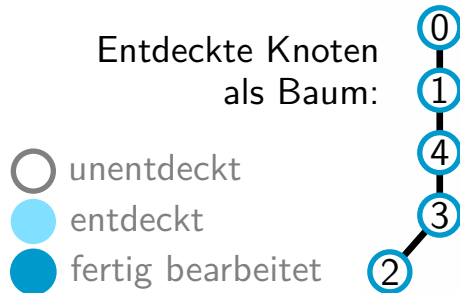 Entdeckte Knoten
als Baum:
0
1
4
3
2
unentdeckt
entdeckt
fertig bearbeitet